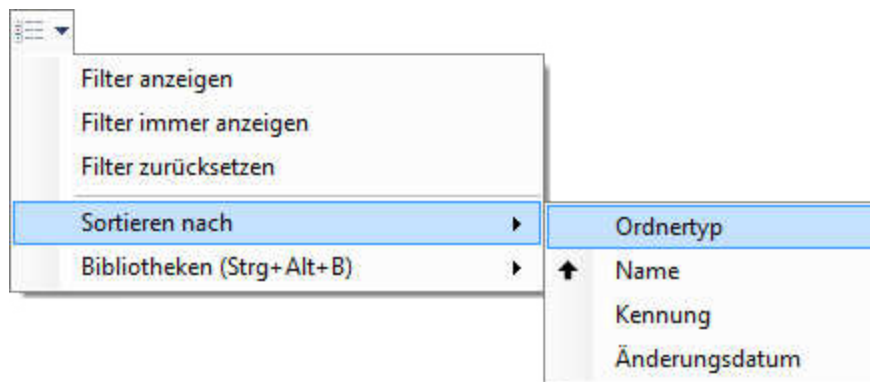 Filter anzeigen
Filter immer anzeigen
Filter zurücksetzen
Sortieren nach
Bibliotheken (Strg+Alt+B)
Ordnertyp
Name
Kennung
Änderungsdatum